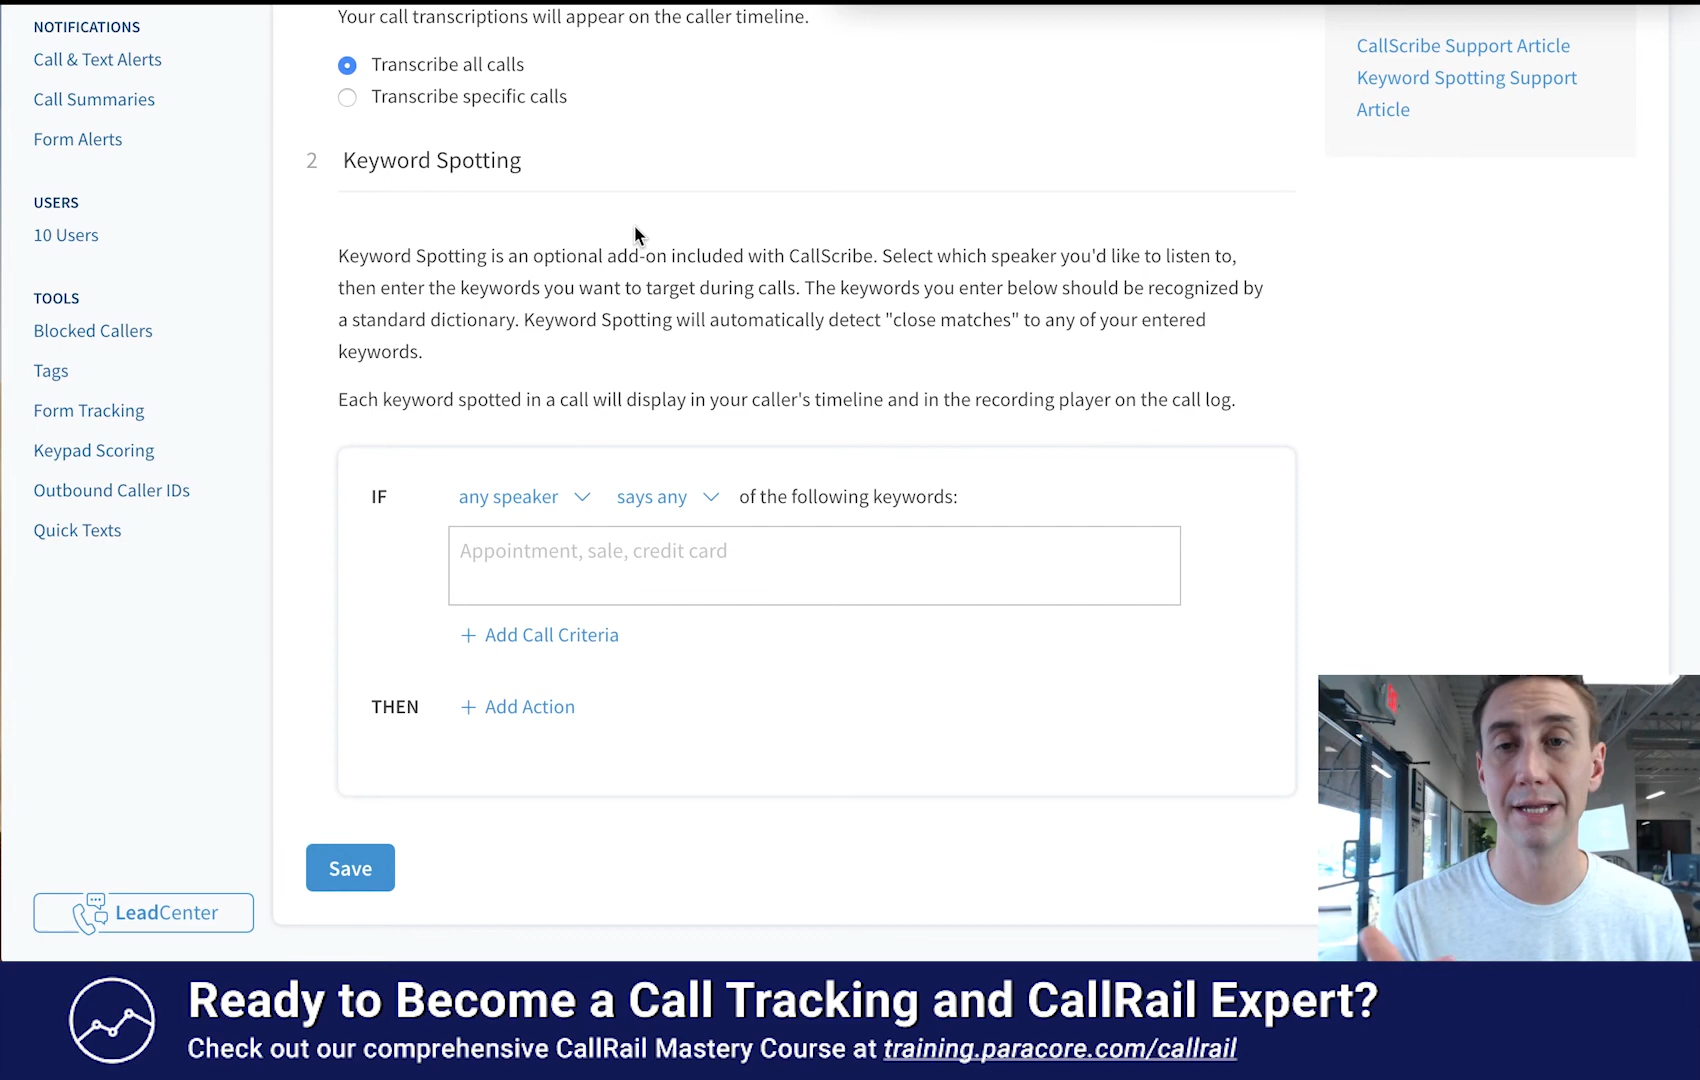 NOTIFICATIONS
Call & Text Alerts
Call Summaries
Form Alerts
USERS
10 Users
TOOLS
Blocked Callers
Tags
Form Tracking
Keypad Scoring
Outbound Caller IDs
Quick Texts
LeadCenter
Your call transcriptions will appear on the caller timeline.
Transcribe all calls
Transcribe specific calls
2 Keyword Spotting
Keyword Spotting is an optional add-on included with CallScribe. Select which speaker you'd like to listen to,
then enter the keywords you want to target during calls. The keywords you enter below should be recognized by
a standard dictionary. Keyword Spotting will automatically detect "close matches" to any of your entered
keywords.
Each keyword spotted in a call will display in your caller's timeline and in the recording player on the call log.
IF any speaker says any of the following keywords:
Appointment, sale, credit card
+ Add Call Criteria
THEN + Add Action
Save
CallScribe Support Article
Keyword Spotting Support
Article
Ready to Become a Call Tracking and CallRail Expert?
Check out our comprehensive CallRail Mastery Course at training.paracore.com/callrail